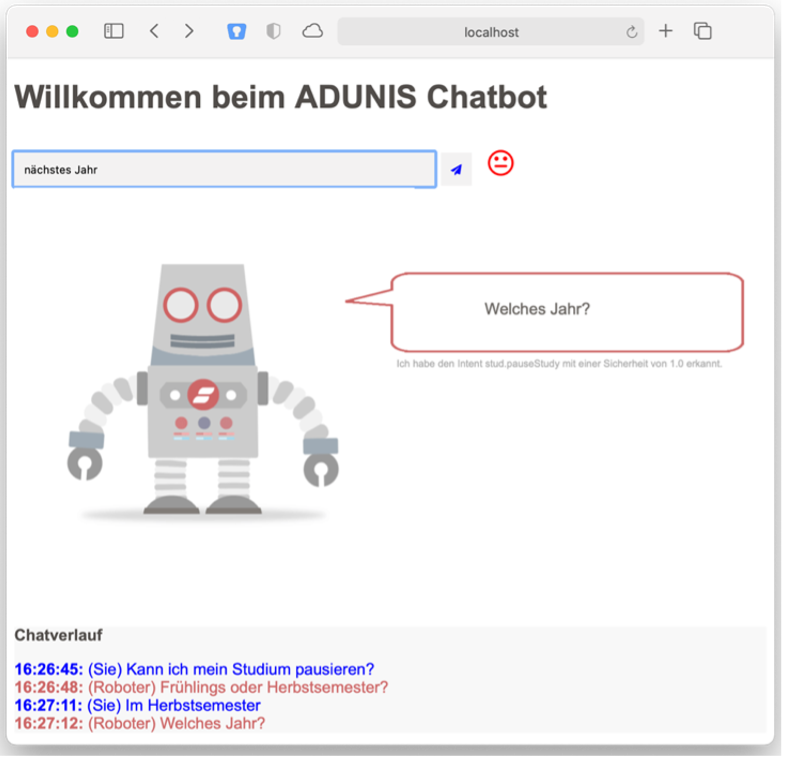 localhost
Willkommen beim ADUNIS Chatbot
nächstes Jahr
Welches Jahr?
Ich habe den Intent stud.pauseStudy mit einer Sicherheit von 1.0 erkannt.
Chatverlauf
16:26:45: (Sie) Kann ich mein Studium pausieren?
16:26:48: (Roboter) Frühlings oder Herbstsemester?
16:27:11: (Sie) Im Herbstsemester
16:27:12: (Roboter) Welches Jahr?